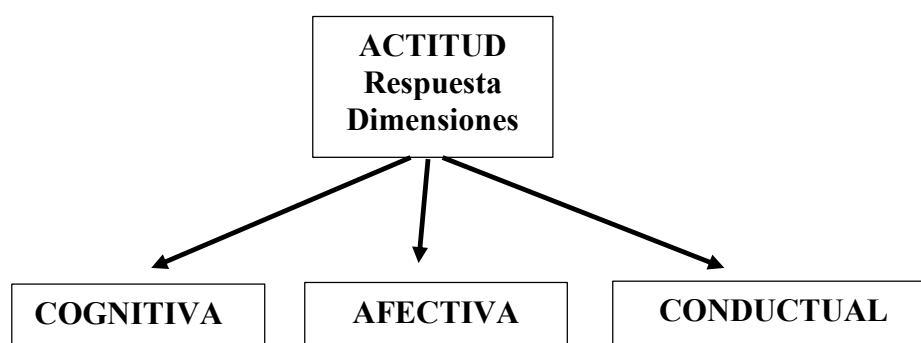 ACTITUD
Respuesta
Dimensiones
COGNITIVA
AFECTIVA
CONDUCTUAL